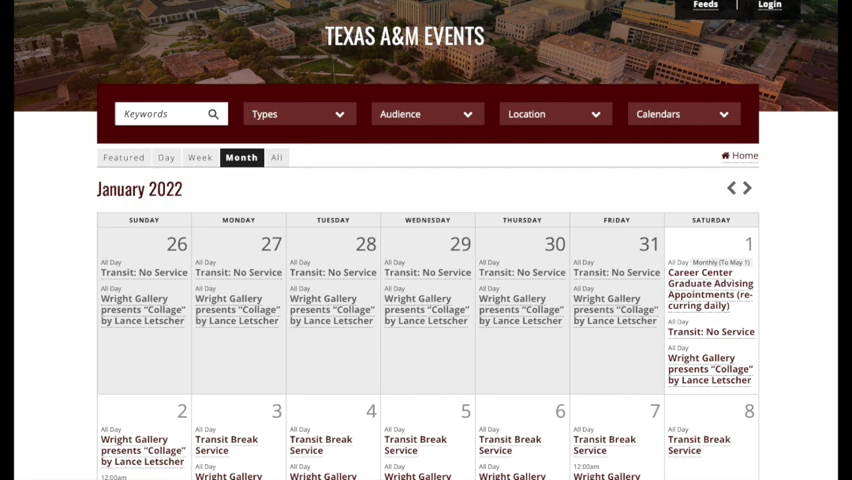 Feeds Login
TEXAS A&M EVENTS
Keywords Types Audience Location Calendars
Featured Day Week Month All Home
January 2022
SUNDAY MONDAY TUESDAY WEDNESDAY THURSDAY FRIDAY SATURDAY
26
All Day
Transit: No Service
All Day
Wright Gallery
presents “Collage”
by Lance Letscher
27
All Day
Transit: No Service
All Day
Wright Gallery
presents “Collage”
by Lance Letscher
28
All Day
Transit: No Service
All Day
Wright Gallery
presents “Collage”
by Lance Letscher
29
All Day
Transit: No Service
All Day
Wright Gallery
presents “Collage”
by Lance Letscher
30
All Day
Transit: No Service
All Day
Wright Gallery
presents “Collage”
by Lance Letscher
31
All Day
Transit: No Service
All Day
Wright Gallery
presents “Collage”
by Lance Letscher
1
All Day Monthly (To May 1)
Career Center
Graduate Advising
Appointments (re-
curring daily)
All Day
Transit: No Service
All Day
Wright Gallery
presents “Collage”
by Lance Letscher
2
All Day
Wright Gallery
presents “Collage”
by Lance Letscher
12:00am
3
All Day
Transit Break
Service
All Day
Wright Gallery
4
All Day
Transit Break
Service
All Day
Wright Gallery
5
All Day
Transit Break
Service
All Day
Wright Gallery
6
All Day
Transit Break
Service
All Day
Wright Gallery
7
All Day
Transit Break
Service
12:00am
Wright Gallery
8
All Day
Transit Break
Service